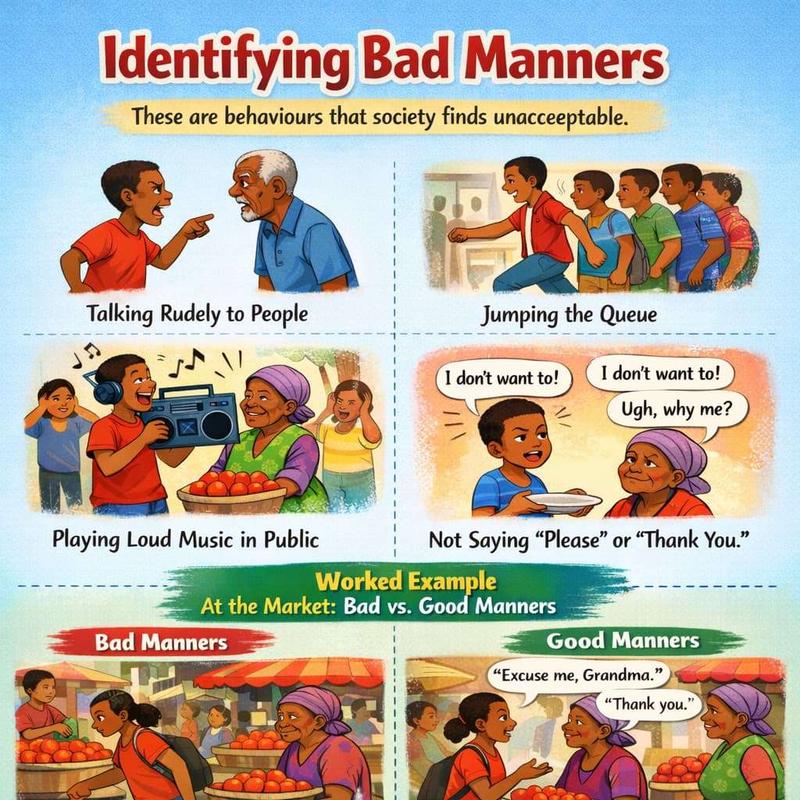 Identifying Bad Manners
These are behaviours that society finds unacceeptable.
Talking Rudely to People
Jumping the Queue
I don't want to!
I don't want to!
Ugh, why me?
Playing Loud Music in Public
Not Saying “Please” or “Thank You.”
Worked Example
At the Market: Bad vs. Good Manners
Bad Manners
Good Manners
“Excuse me, Grandma.”
“Thank you.”